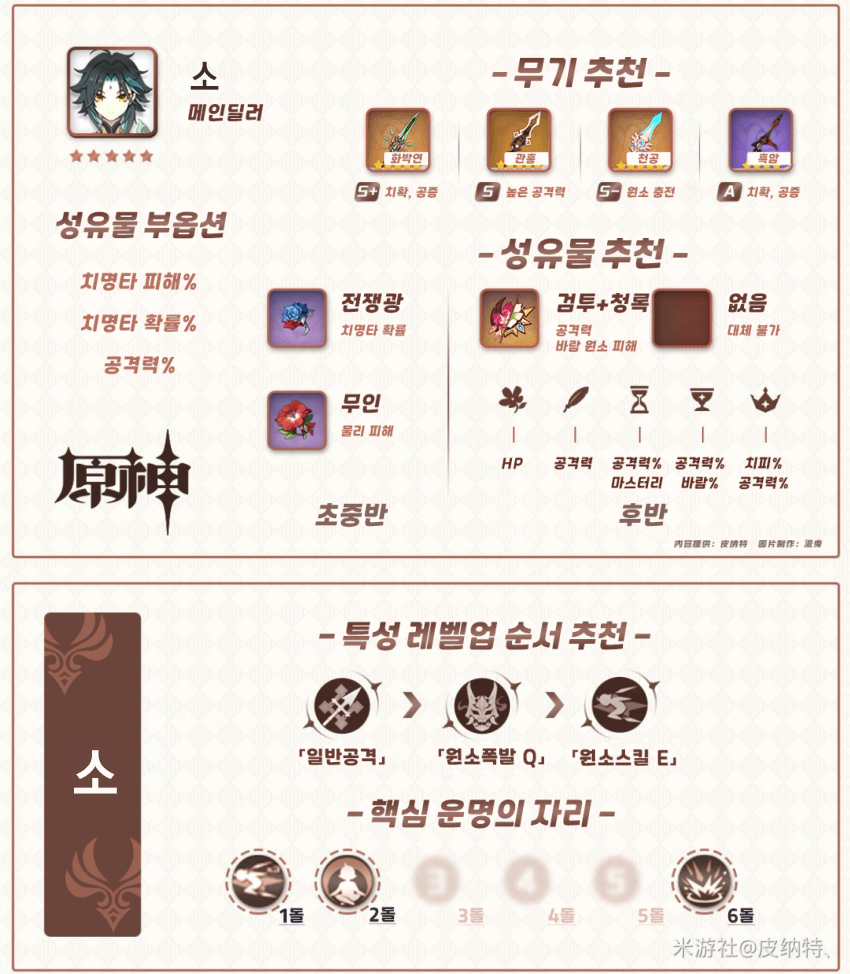 소
메인딜러
성유물 부옵션
치명타 피해%
치명타 확률%
공격력%
原神
- 무기 추천 -
화박연
관홍
천공
흑암
S+ 치확, 공증
S 높은 공격력
S- 원소 충전
A 치확, 공증
- 성유물 추천 -
전쟁광
치명타 확률
무인
물리 피해
초중반
검투+청록
공격력
바람 원소 피해
없음
대체 불가
HP
공격력
공격력%
마스터리
공격력%
바람%
치피%
공격력%
후반
内容提供：皮纳特 图片制作：流曳
소
- 특성 레벨업 순서 추천 -
「일반공격」
「원소폭발 Q」
「원소스킬 E」
- 핵심 운명의 자리 -
3
4
5
1돌
2돌
3돌
4돌
5돌
6돌
米游社@皮纳特、